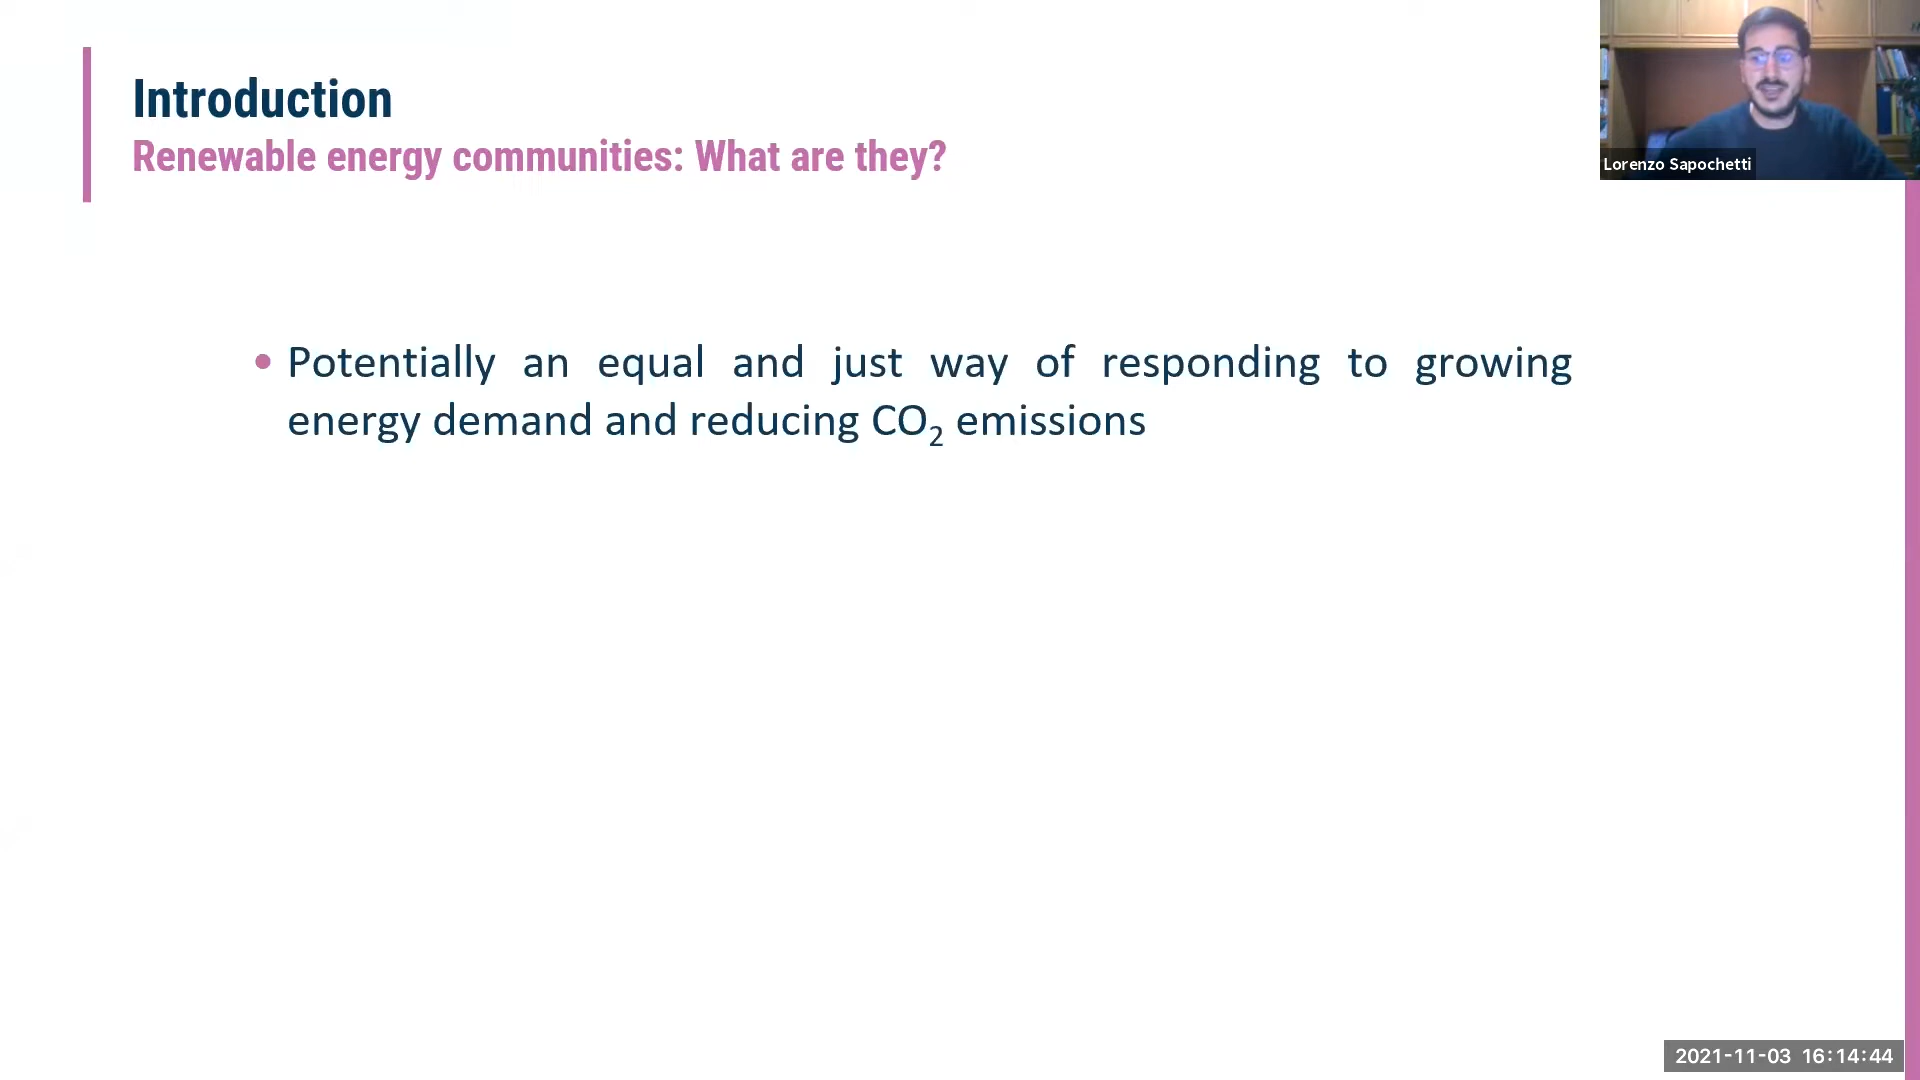 Introduction
Renewable energy communities: What are they?
Lorenzo Sapochetti
• Potentially an equal and just way of responding to growing
energy demand and reducing CO₂ emissions
2021-11-03 16:14:44